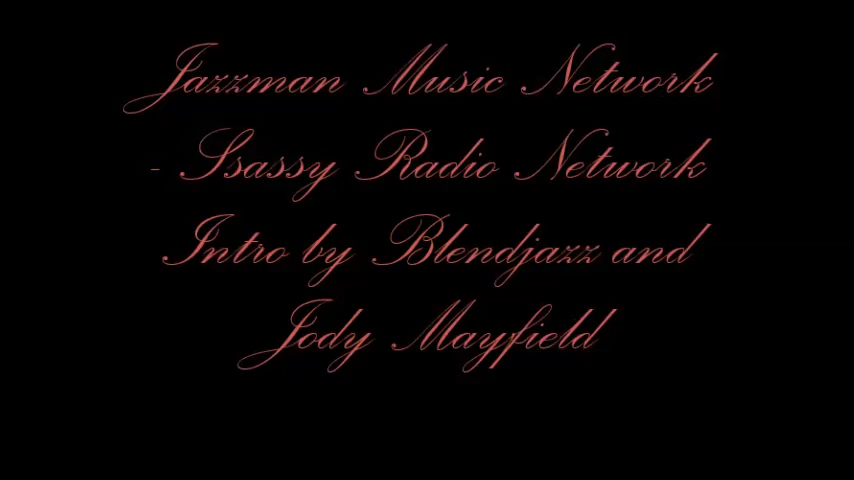 Jazzman Music Network
- Ssassy Radio Network
Intro by Blendjazz and
Jody Mayfield